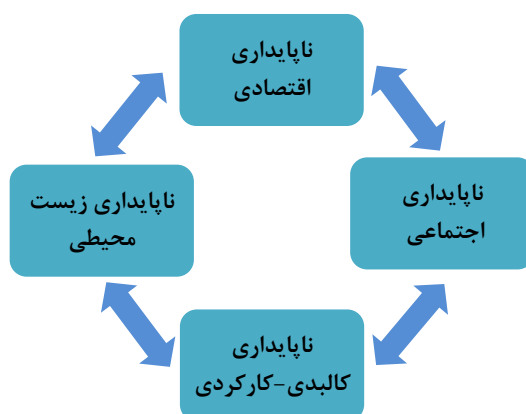 ناپایداری
اقتصادی
ناپایداری
اجتماعی
ناپایداری زیست
محیطی
ناپایداری
کالبدی-کارکردی